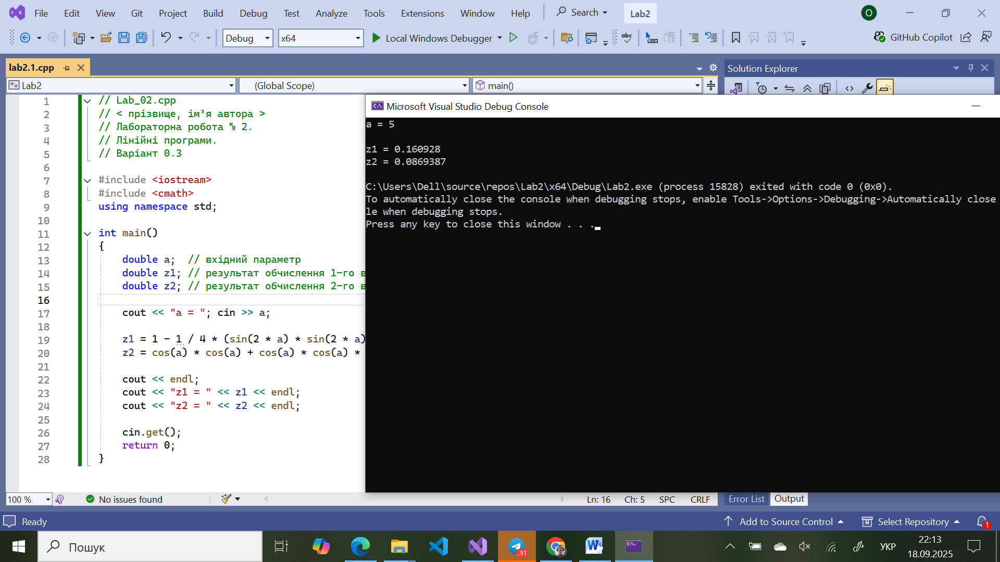 File Edit View Git Project Build Debug Test Analyze Tools Extensions Window Help Search Lab2 O
Debug x64 Local Windows Debugger abc GitHub Copilot
lab2.1.cpp
Solution Explorer
Lab2 (Global Scope) main()
1 // Lab_02.cpp
2 // < прізвище, ім’я автора >
3 // Лабораторна робота № 2.
4 // Лінійні програми.
5 // Варіант 0.3
6
7 #include <iostream>
8 #include <cmath>
9 using namespace std;
10
11 int main()
12 {
13 double a; // вхідний параметр
14 double z1; // результат обчислення 1-го в
15 double z2; // результат обчислення 2-го в
16
17 cout << "a = "; cin >> a;
18
19 z1 = 1 - 1 / 4 * (sin(2 * a) * sin(2 * a)
20 z2 = cos(a) * cos(a) + cos(a) * cos(a) *
21
22 cout << endl;
23 cout << "z1 = " << z1 << endl;
24 cout << "z2 = " << z2 << endl;
25
26 cin.get();
27 return 0;
28 }
Microsoft Visual Studio Debug Console
a = 5
z1 = 0.160928
z2 = 0.0869387
C:\Users\Dell\source\repos\Lab2\x64\Debug\Lab2.exe (process 15828) exited with code 0 (0x0).
To automatically close the console when debugging stops, enable Tools->Options->Debugging->Automatically close
le when debugging stops.
Press any key to close this window . . .
100 % No issues found Ln: 16 Ch: 5 SPC CRLF Error List Output
Ready Add to Source Control Select Repository 1
Пошук ..91 УКР 22:13
18.09.2025